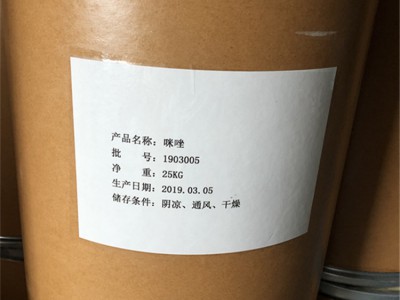 产品名称：咪唑
批　　号：1903005
净　　重：25KG
生产日期：2019.03.05
储存条件：阴凉、通风、干燥